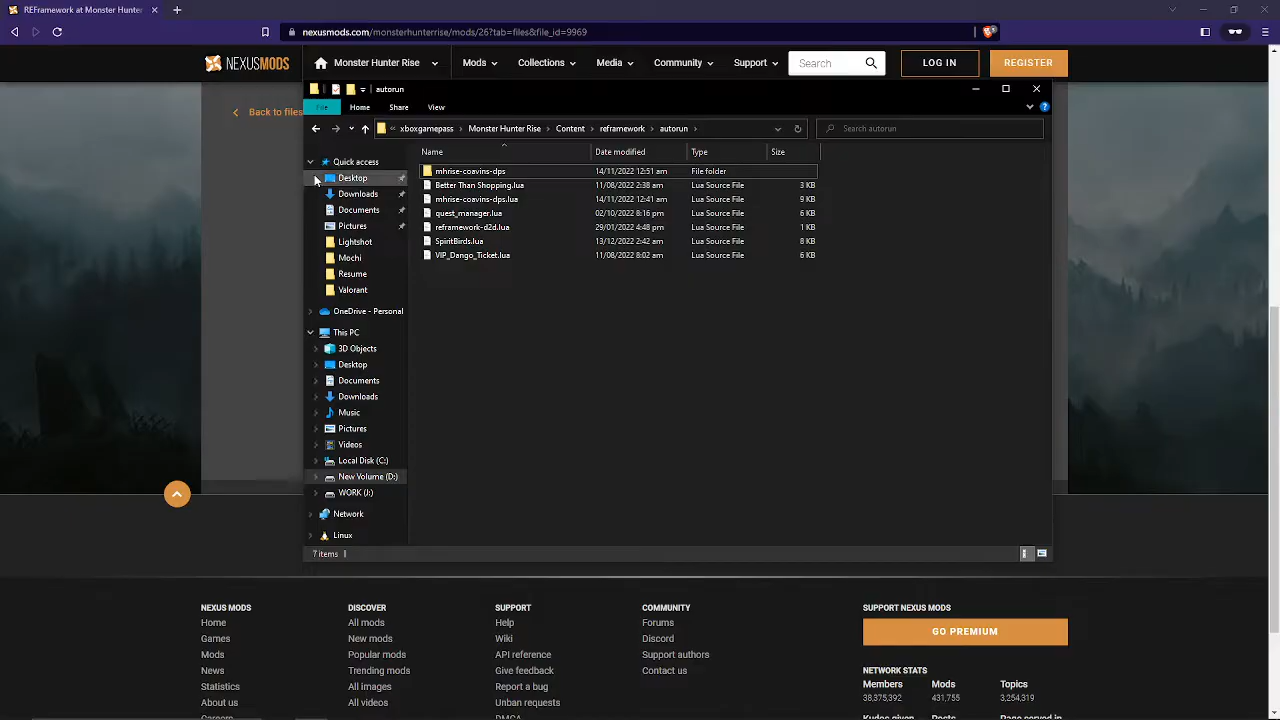 REFramework at Monster Hunter
nexusmods.com/monsterhunterrise/mods/26?tab=files&file_id=9969
NEXUSMODS
Monster Hunter Rise
Mods
Collections
Media
Community
Support
Search
LOG IN
REGISTER
Back to files
autorun
File
Home
Share
View
« xboxgamepass › Monster Hunter Rise › Content › reframework › autorun ›
Search autorun
Name Date modified Type Size
mhrise-coavins-dps 14/11/2022 12:51 am File folder
Better Than Shopping.lua 11/08/2022 2:38 am Lua Source File 3 KB
mhrise-coavins-dps.lua 14/11/2022 12:41 am Lua Source File 9 KB
quest_manager.lua 02/10/2022 8:16 pm Lua Source File 6 KB
reframework-d2d.lua 29/01/2022 4:48 pm Lua Source File 1 KB
SpiritBirds.lua 13/12/2022 2:42 am Lua Source File 6 KB
VIP_Dango_Ticket.lua 11/08/2022 8:02 am Lua Source File 6 KB
Quick access
Desktop
Downloads
Documents
Pictures
Lightshot
Mochi
Resume
Valorant
OneDrive - Personal
This PC
3D Objects
Desktop
Documents
Downloads
Music
Pictures
Videos
Local Disk (C:)
New Volume (D:)
WORK (J:)
Network
Linux
7 items
NEXUS MODS
Home
Games
Mods
News
Statistics
About us
Careers
DISCOVER
All mods
New mods
Popular mods
Trending mods
All images
All videos
SUPPORT
Help
Wiki
API reference
Give feedback
Report a bug
Unban requests
DMCA
COMMUNITY
Forums
Discord
Support authors
Contact us
SUPPORT NEXUS MODS
GO PREMIUM
NETWORK STATS
Members Mods Topics
38,375,392 431,755 3,254,319
Kudos given Posts Page served in